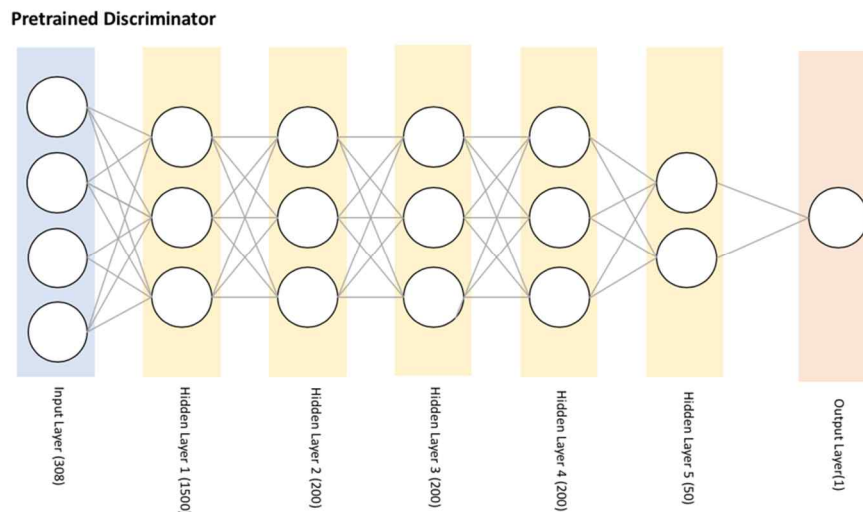 Pretrained Discriminator
Input Layer (308)
Hidden Layer 1 (1500)
Hidden Layer 2 (200)
Hidden Layer 3 (200)
Hidden Layer 4 (200)
Hidden Layer 5 (50)
Output Layer(1)